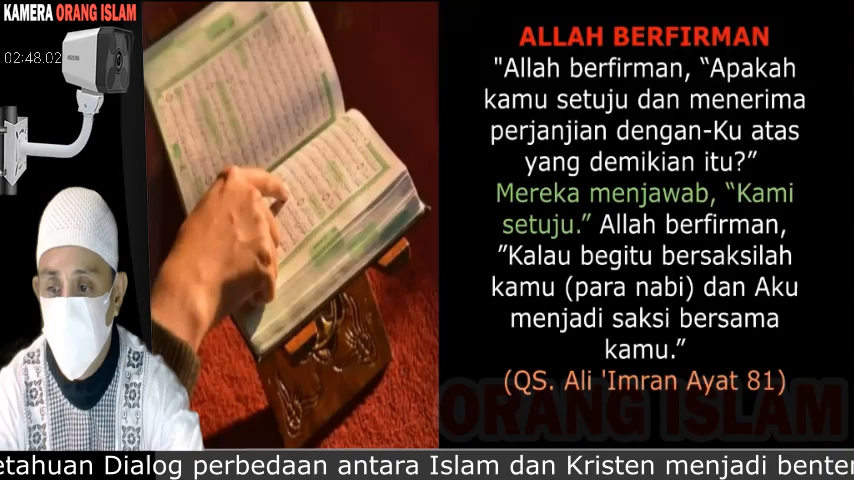 KAMERA ORANG ISLAM
02:48.02
ALLAH BERFIRMAN
"Allah berfirman, “Apakah
kamu setuju dan menerima
perjanjian dengan-Ku atas
yang demikian itu?”
Mereka menjawab, “Kami
setuju.” Allah berfirman,
”Kalau begitu bersaksilah
kamu (para nabi) dan Aku
menjadi saksi bersama
kamu.”
(QS. Ali 'Imran Ayat 81)
ORANG ISLAM
etahuan Dialog perbedaan antara Islam dan Kristen menjadi benten